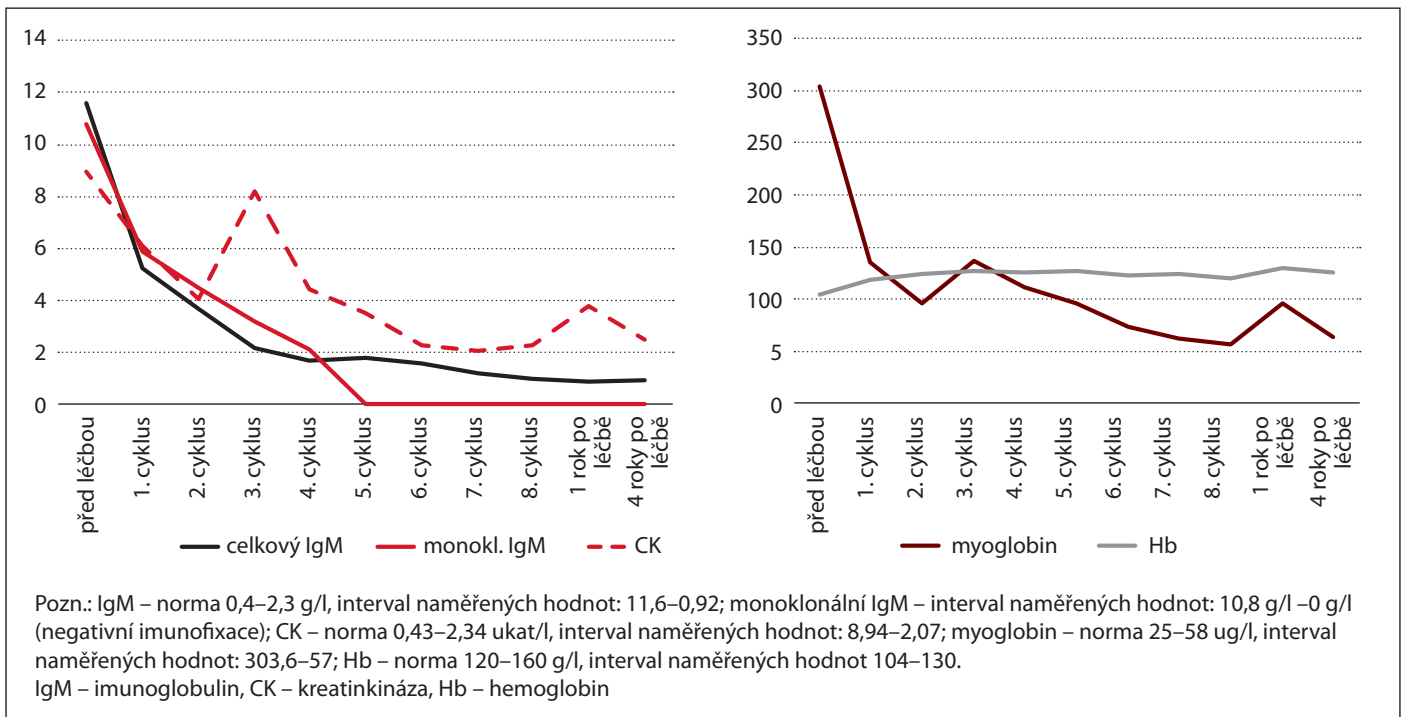 14
12
10
8
6
4
2
0
před léčbou
1. cyklus
2. cyklus
3. cyklus
4. cyklus
5. cyklus
6. cyklus
7. cyklus
8. cyklus
1 rok po
léčbě
4 roky po
léčbě
celkový IgM
monokl. IgM
CK
350
300
250
200
150
100
5
0
před léčbou
1. cyklus
2. cyklus
3. cyklus
4. cyklus
5. cyklus
6. cyklus
7. cyklus
8. cyklus
1 rok po
léčbě
4 roky po
léčbě
myoglobin
Hb
Pozn.: IgM – norma 0,4–2,3 g/l, interval naměřených hodnot: 11,6–0,92; monoklonální IgM – interval naměřených hodnot: 10,8 g/l –0 g/l
(negativní imunofixace); CK – norma 0,43–2,34 ukat/l, interval naměřených hodnot: 8,94–2,07; myoglobin – norma 25–58 ug/l, interval
naměřených hodnot: 303,6–57; Hb – norma 120–160 g/l, interval naměřených hodnot 104–130.
IgM – imunoglobulin, CK – kreatinkináza, Hb – hemoglobin